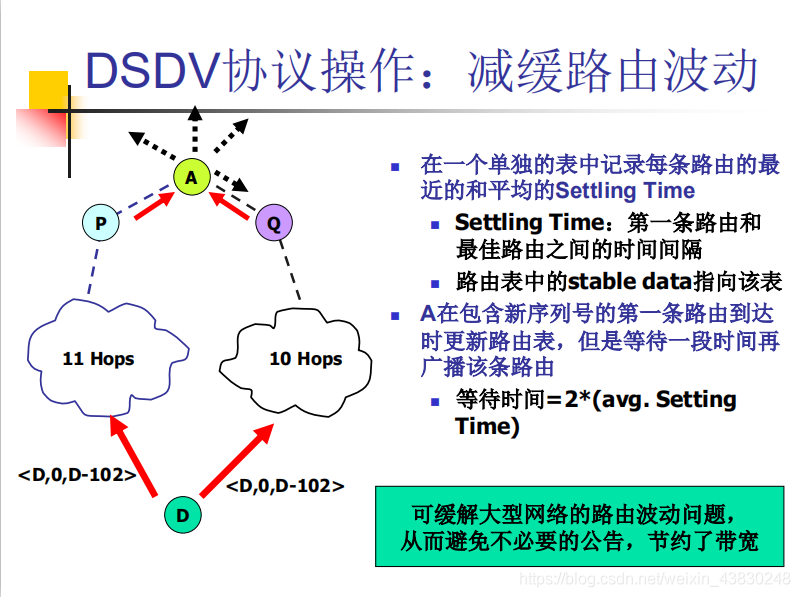 DSDV协议操作：减缓路由波动
A
P
Q
11 Hops
10 Hops
<D,0,D-102>
<D,0,D-102>
D
在一个单独的表中记录每条路由的最
近的和平均的Settling Time
Settling Time：第一条路由和
最佳路由之间的时间间隔
路由表中的stable data指向该表
A在包含新序列号的第一条路由到达
时更新路由表，但是等待一段时间再
广播该条路由
等待时间=2*(avg. Setting
Time)
可缓解大型网络的路由波动问题，
从而避免不必要的公告，节约了带宽
https://blog.csdn.net/weixin_43830248